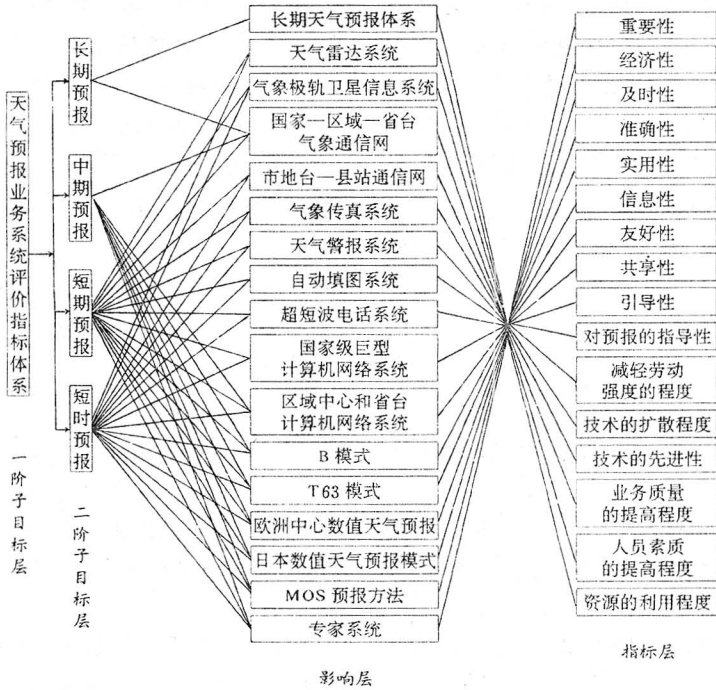 天气预报业务系统评价指标体系
一阶子目标层
长期预报
中期预报
短期预报
短时预报
二阶子目标层
长期天气预报体系
天气雷达系统
气象极轨卫星信息系统
国家一区域一省台
气象通信网
市地台一县站通信网
气象传真系统
天气警报系统
自动填图系统
超短波电话系统
国家级巨型
计算机网络系统
区域中心和省台
计算机网络系统
B 模式
T63 模式
欧洲中心数值天气预报
日本数值天气预报模式
MOS 预报方法
专家系统
影响层
重要性
经济性
及时性
准确性
实用性
信息性
友好性
共享性
引导性
对预报的指导性
减轻劳动
强度的程度
技术的扩散程度
技术的先进性
业务质量
的提高程度
人员素质
的提高程度
资源的利用程度
指标层